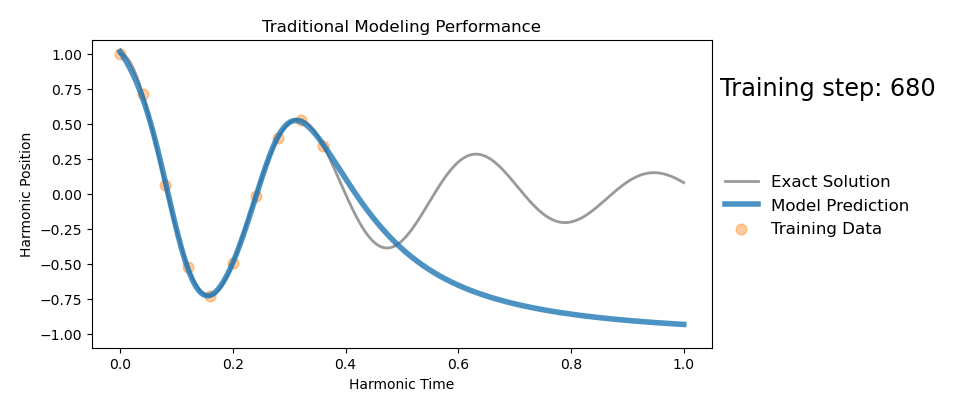 Traditional Modeling Performance
Training step: 680
1.00
0.75
0.50
0.25
0.00
−0.25
−0.50
−0.75
−1.00
Harmonic Position
0.0 0.2 0.4 0.6 0.8 1.0
Harmonic Time
Exact Solution
Model Prediction
Training Data